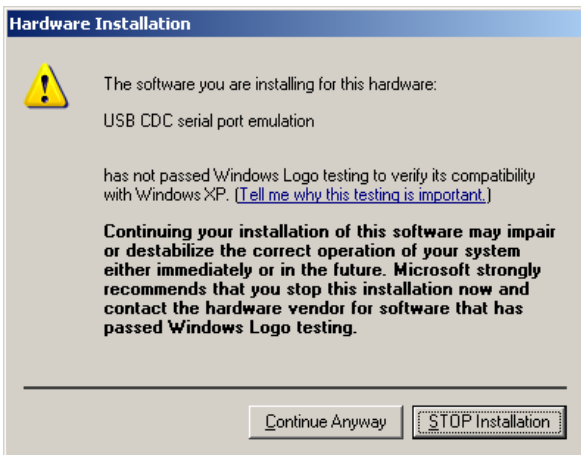 Hardware Installation
The software you are installing for this hardware:
USB CDC serial port emulation
has not passed Windows Logo testing to verify its compatibility
with Windows XP. (Tell me why this testing is important.)
Continuing your installation of this software may impair
or destabilize the correct operation of your system
either immediately or in the future. Microsoft strongly
recommends that you stop this installation now and
contact the hardware vendor for software that has
passed Windows Logo testing.
Continue Anyway
STOP Installation